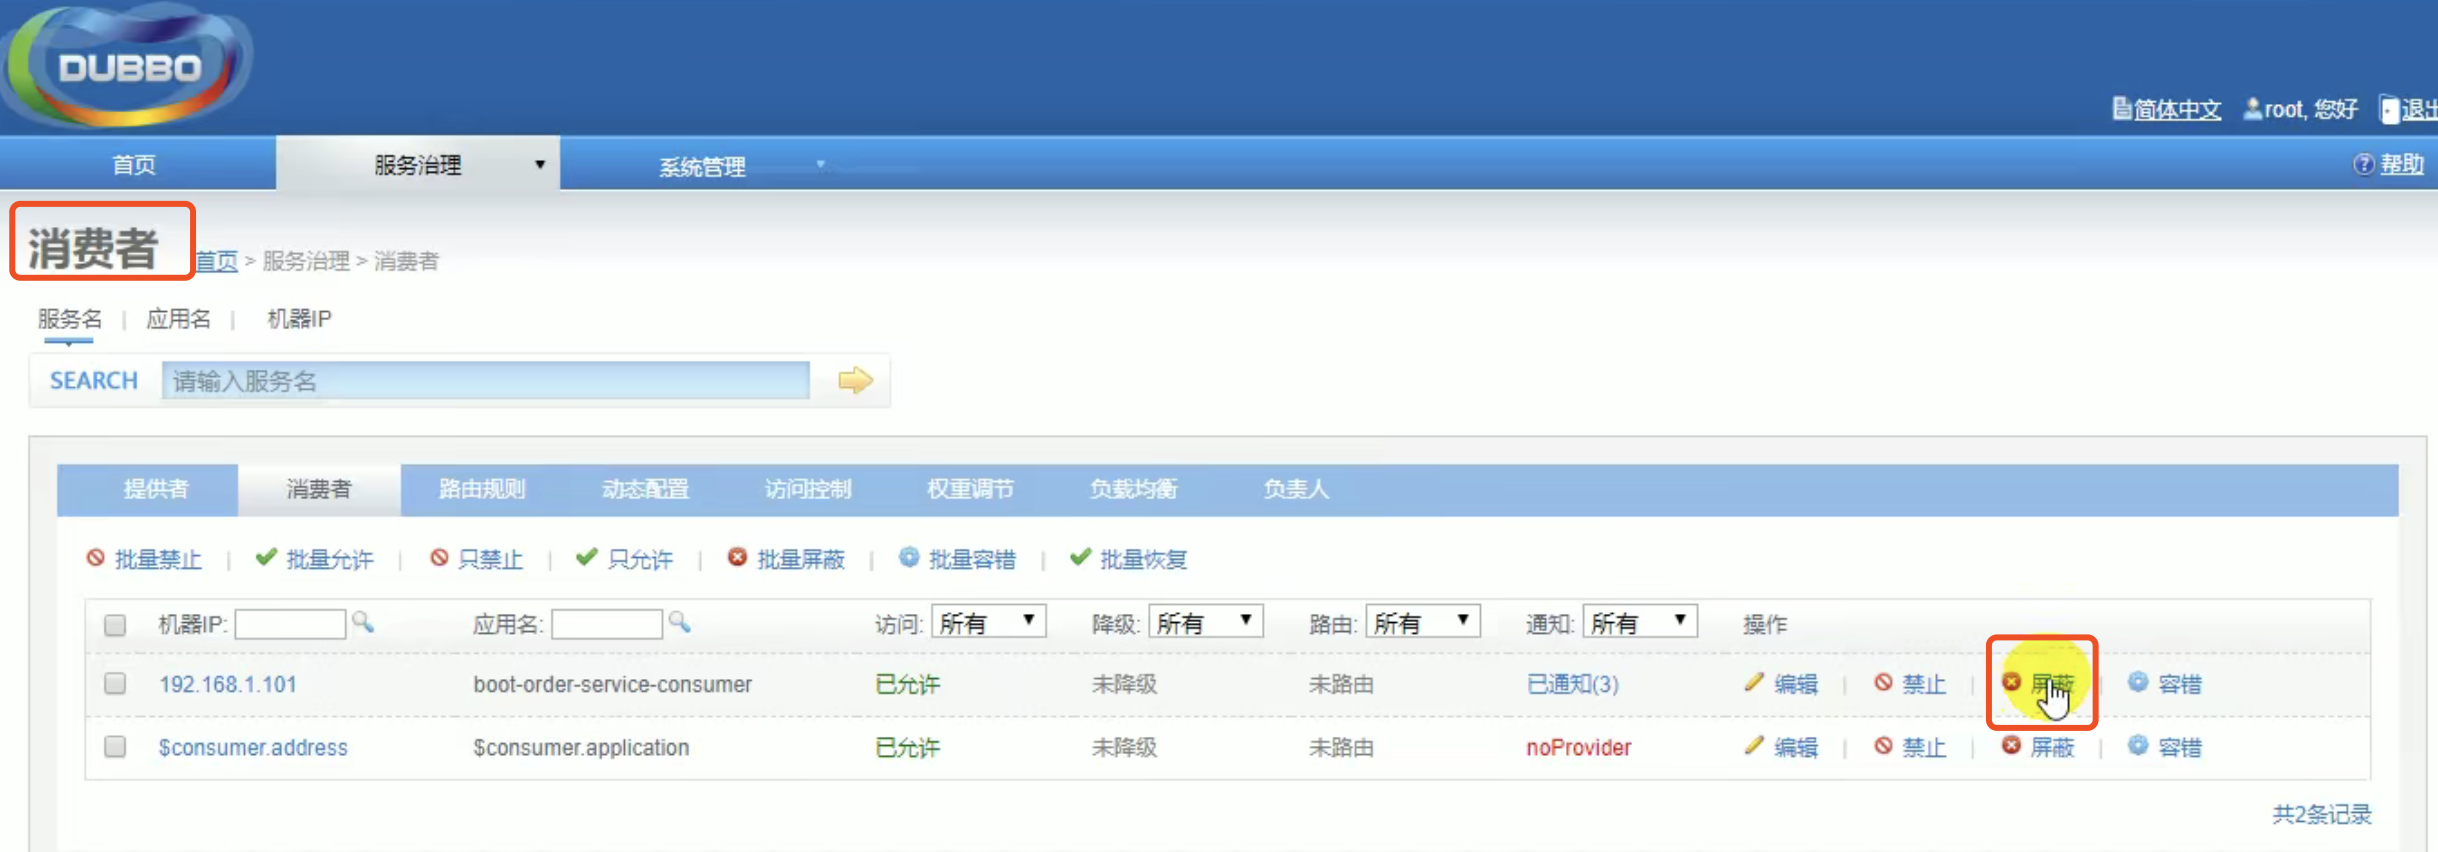 DUBBO
简体中文 root, 您好 退出
首页 服务治理 系统管理 帮助
消费者 首页 > 服务治理 > 消费者
服务名 | 应用名 | 机器IP
SEARCH 请输入服务名
提供者 消费者 路由规则 动态配置 访问控制 权重调节 负载均衡 负责人
批量禁止 | 批量允许 | 只禁止 | 只允许 | 批量屏蔽 | 批量容错 | 批量恢复
机器IP: 应用名: 访问: 所有 降级: 所有 路由: 所有 通知: 所有 操作
192.168.1.101 boot-order-service-consumer 已允许 未降级 未路由 已通知(3) 编辑 | 禁止 | 屏蔽 | 容错
$consumer.address $consumer.application 已允许 未降级 未路由 noProvider 编辑 | 禁止 | 屏蔽 | 容错
共2条记录